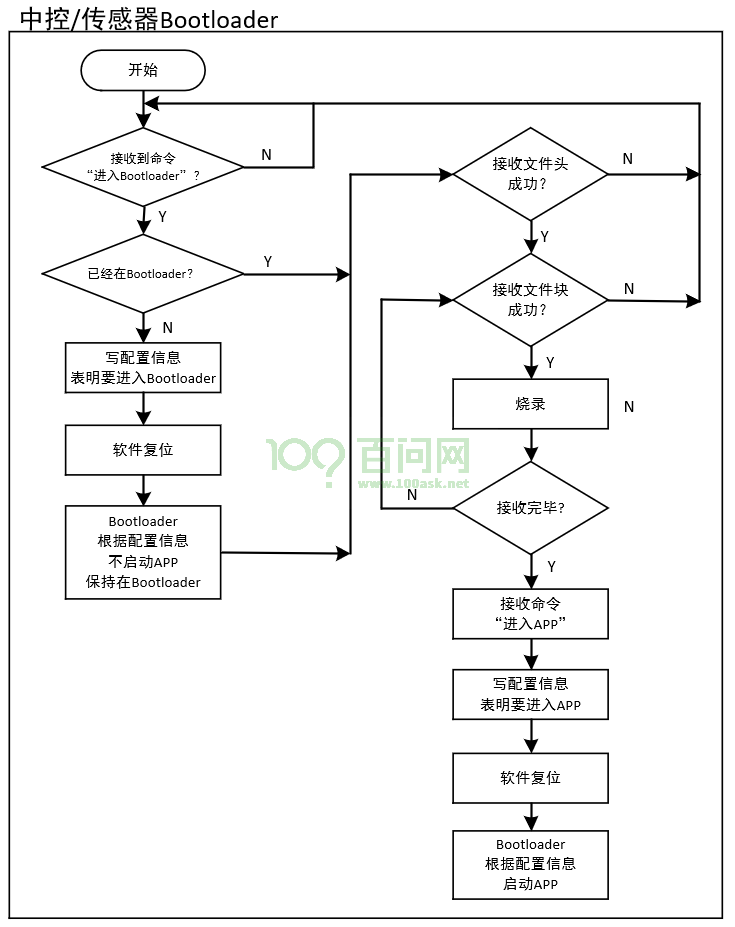 中控/传感器Bootloader
开始
接收到命令
“进入Bootloader”？
N
Y
已经在Bootloader?
Y
N
写配置信息
表明要进入Bootloader
软件复位
Bootloader
根据配置信息
不启动APP
保持在Bootloader
接收文件头
成功?
N
Y
接收文件块
成功?
N
Y
烧录
N
接收完毕?
N
Y
接收命令
“进入APP”
写配置信息
表明要进入APP
软件复位
Bootloader
根据配置信息
启动APP
100? 百问网
www.100ask.net